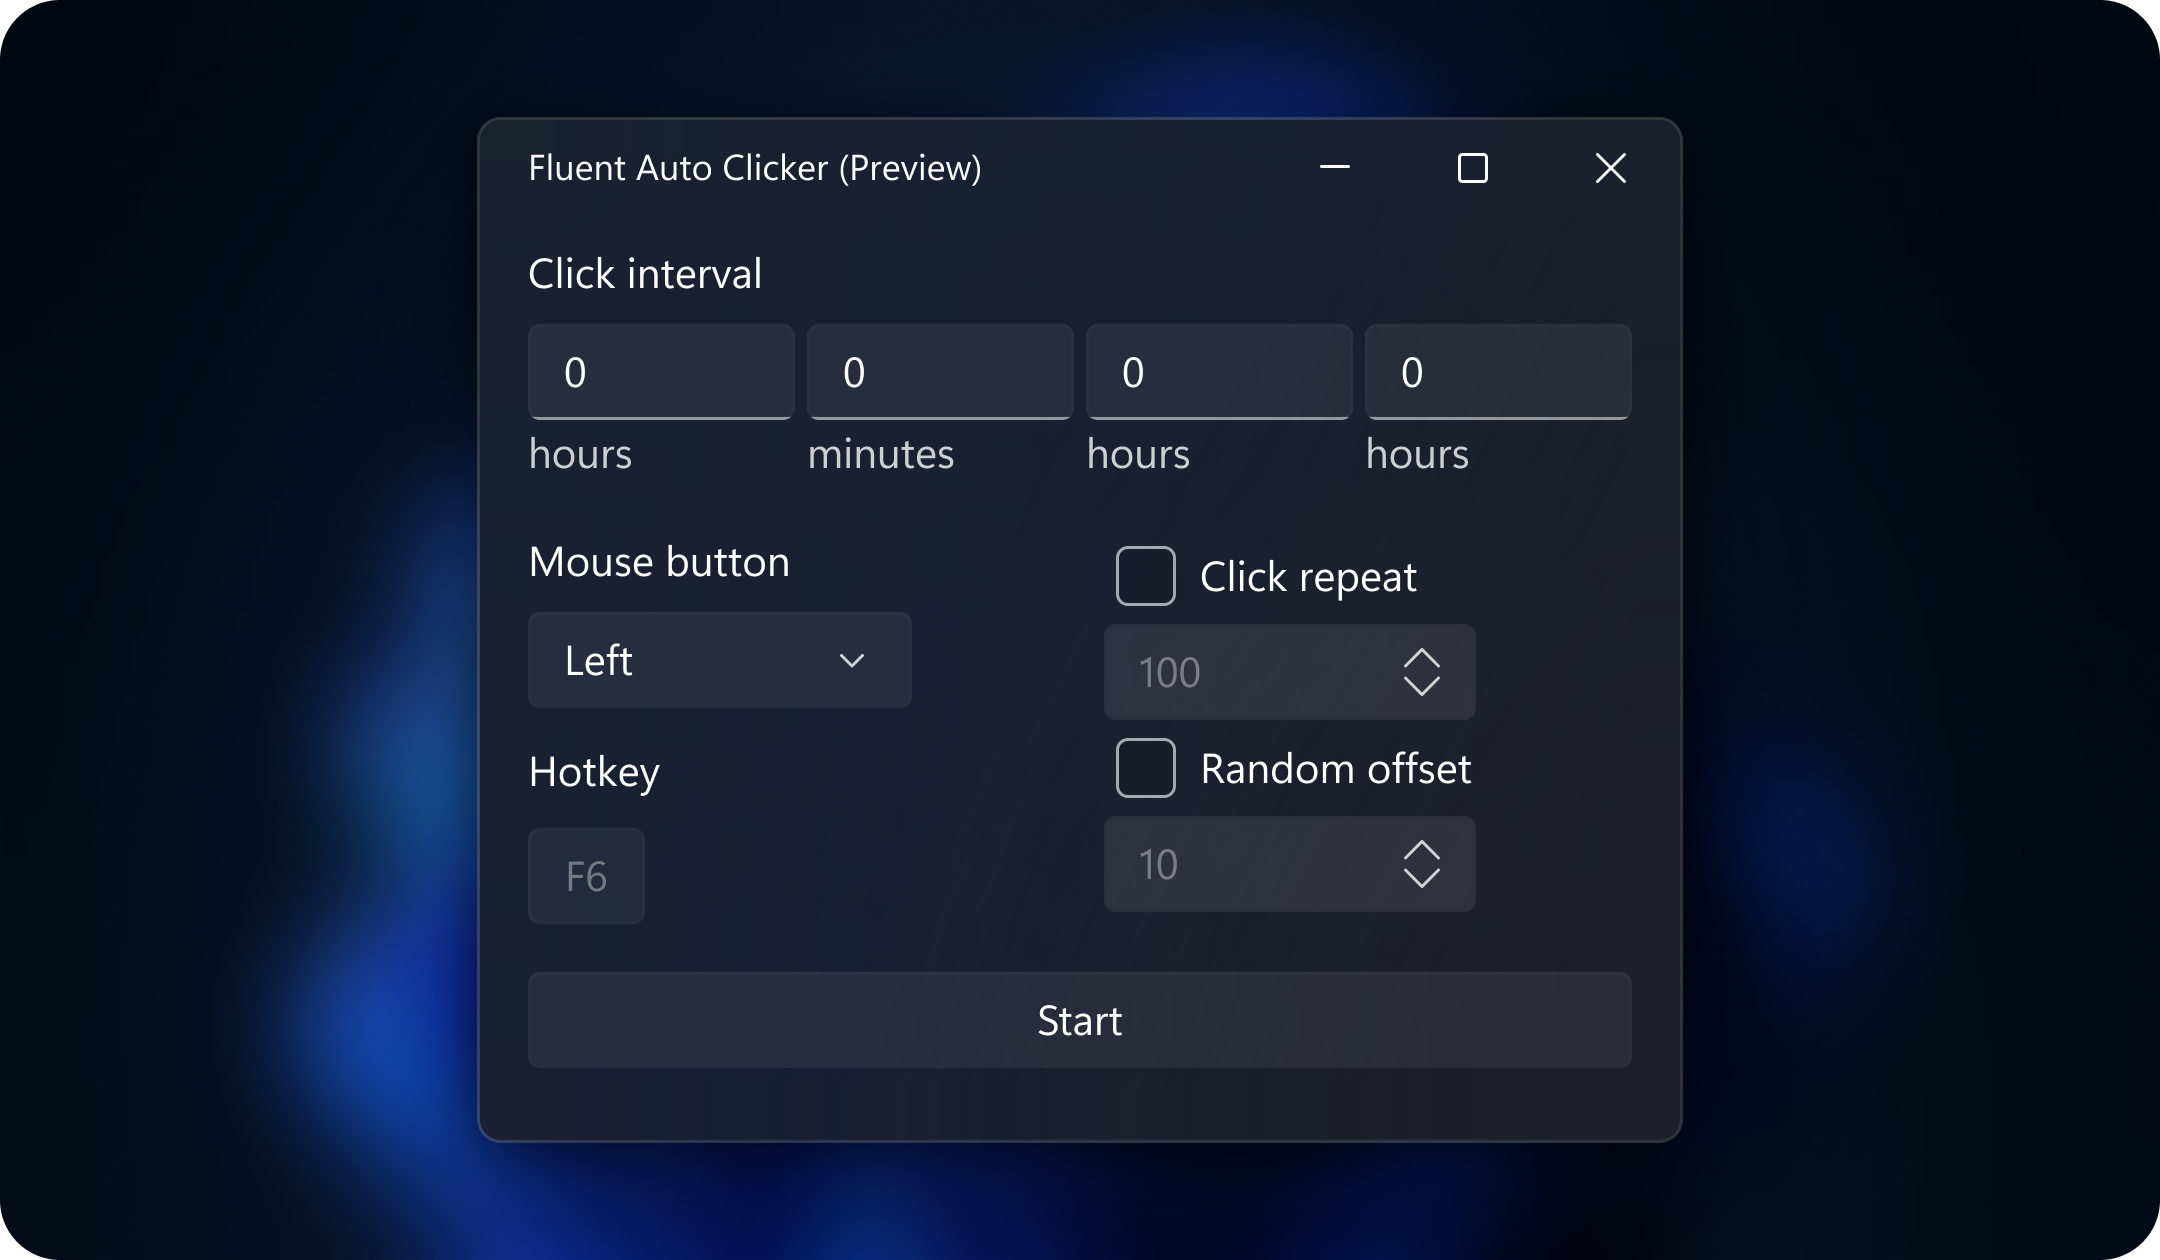 Fluent Auto Clicker (Preview)
Click interval
0 0 0 0
hours minutes hours hours
Mouse button
Left
Hotkey
F6
Click repeat
100
Random offset
10
Start